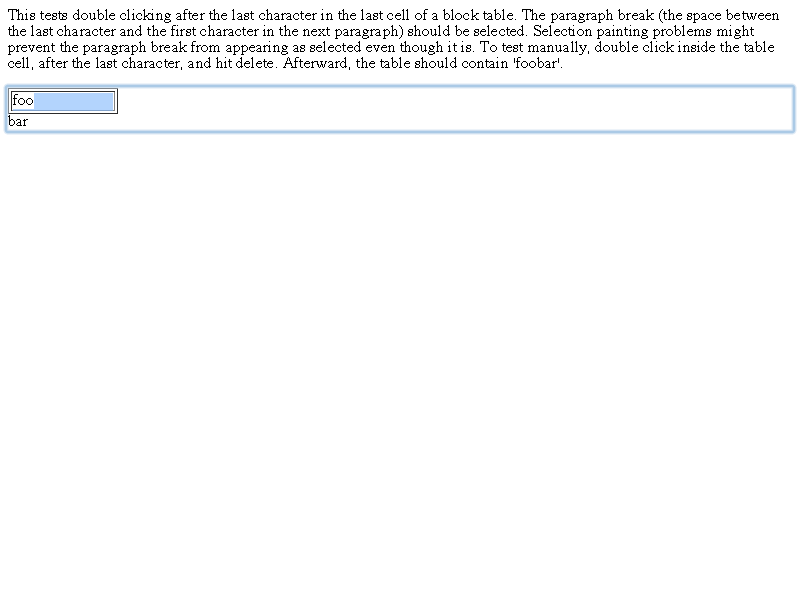 This tests double clicking after the last character in the last cell of a block table. The paragraph break (the space between
the last character and the first character in the next paragraph) should be selected. Selection painting problems might
prevent the paragraph break from appearing as selected even though it is. To test manually, double click inside the table
cell, after the last character, and hit delete. Afterward, the table should contain 'foobar'.
foo
bar